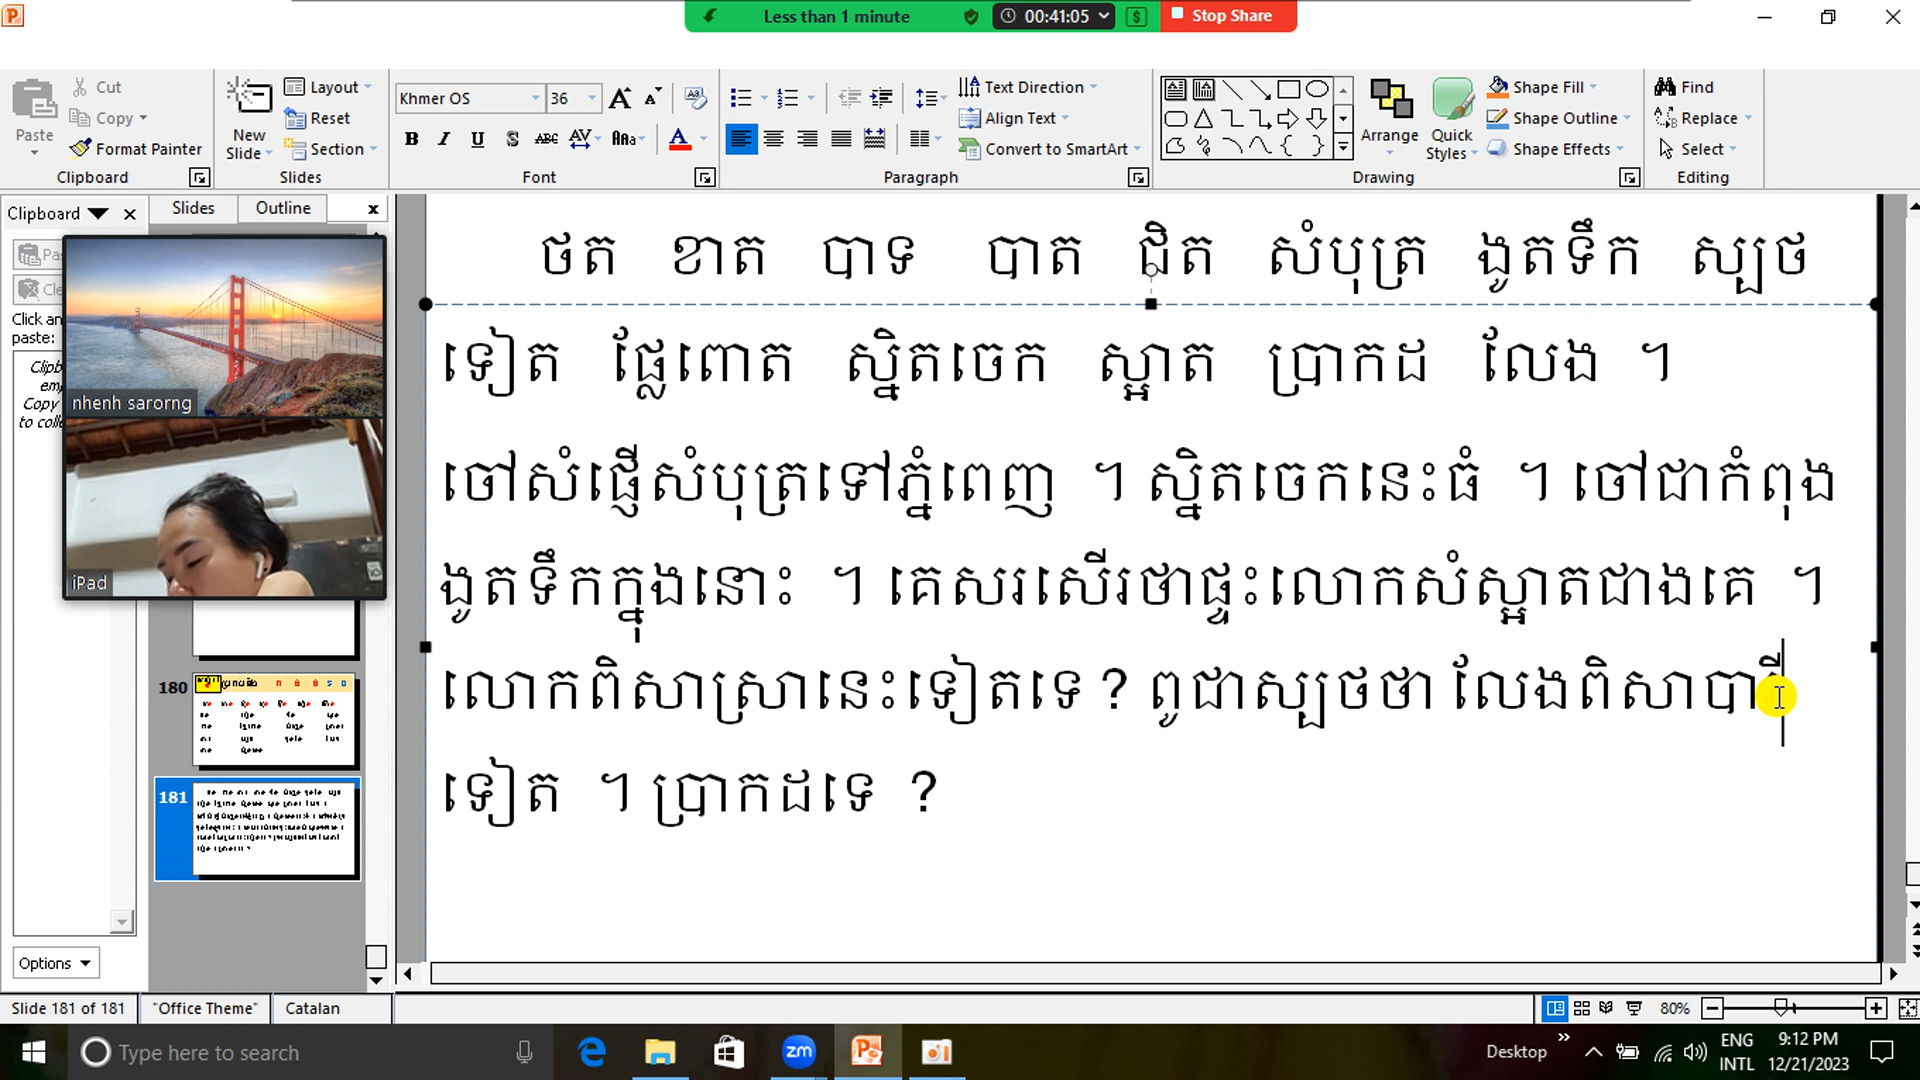 Less than 1 minute 00:41:05 $ Stop Share
Paste Cut Copy Format Painter Clipboard
New Slide Layout Reset Section Slides
Khmer OS 36 Font
Text Direction Align Text Convert to SmartArt Paragraph
Arrange Quick Styles Shape Fill Shape Outline Shape Effects Drawing
Find Replace Select Editing
Clipboard Slides Outline
Click an
paste:
Copy
to colle
nhenh sarorng
iPad
ថត ខាត បាទ បាត ជិត សំបុត្រ ងូតទឹក ស្បថ
ទៀត ផ្លែពោត ស្និតចេក ស្អាត ប្រាកដ លែង ។
ចៅសំផ្ញើសំបុត្រទៅភ្នំពេញ ។ ស្និតចេកនេះធំ ។ ចៅជាកំពុង
ងូតទឹកក្នុងនោះ ។ គេសរសើរថាផ្ទះលោកសំស្អាតជាងគេ ។
លោកពិសាស្រានេះទៀតទេ ? ពូជាស្បថថា លែងពិសាបារី
ទៀត ។ ប្រាកដទេ ?
180
181
Options
Slide 181 of 181 "Office Theme" Catalan 80%
Type here to search Desktop ENG INTL 9:12 PM 12/21/2023